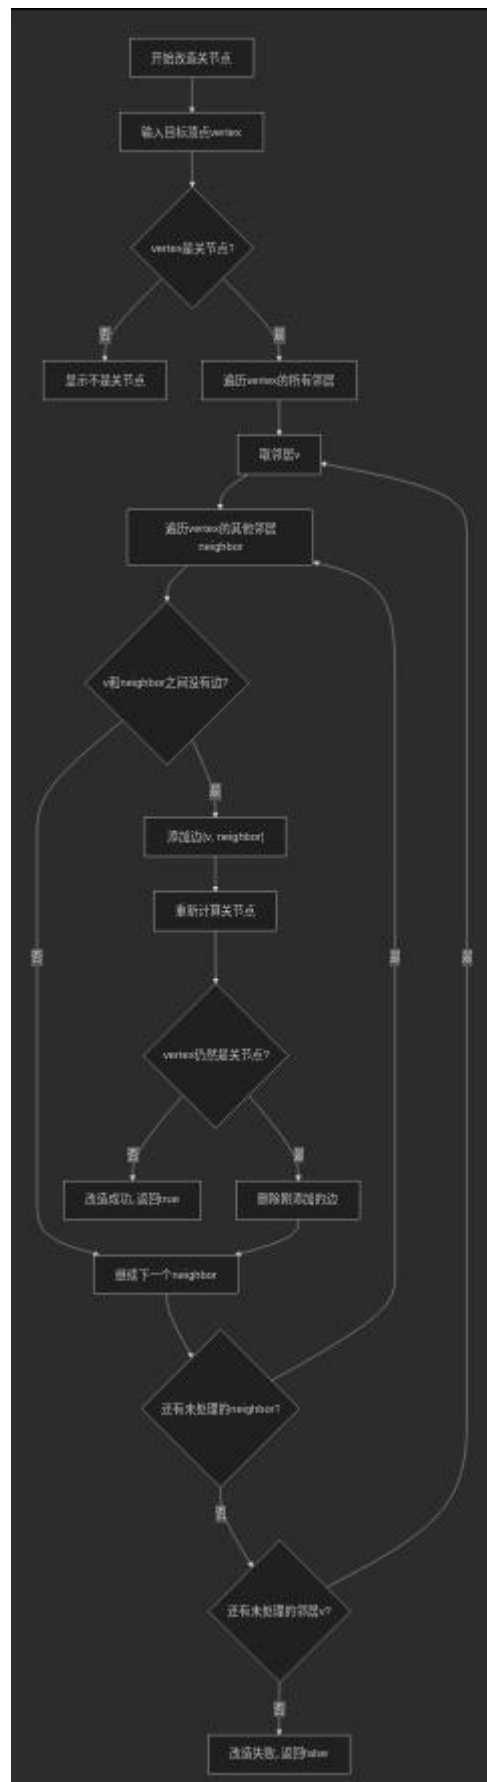 开始改造关节点
输入目标顶点vertex
vertex是关节点?
否
是
显示不是关节点
遍历vertex的所有邻居
取邻居v
遍历vertex的其他邻居
neighbor
v和neighbor之间没有边?
是
添加边(v, neighbor)
重新计算关节点
否
是
是
vertex仍然是关节点?
否
是
改造成功, 返回true
删除刚添加的边
继续下一个neighbor
还有未处理的neighbor?
否
还有未处理的邻居v?
否
改造失败, 返回false